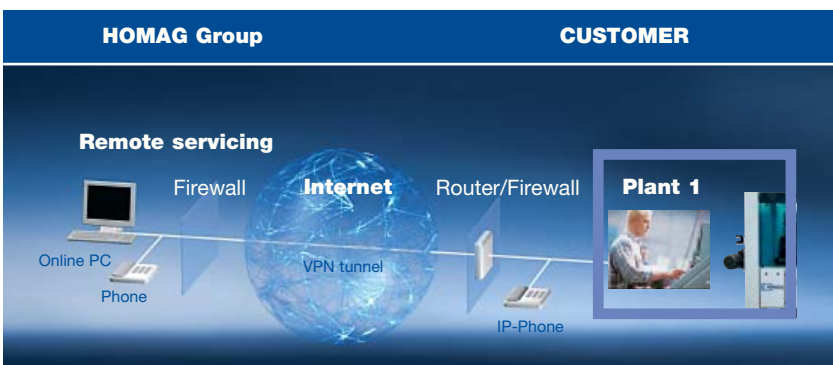 HOMAG Group
CUSTOMER
Remote servicing
Firewall
Internet
Router/Firewall
Plant 1
Online PC
VPN tunnel
Phone
IP-Phone